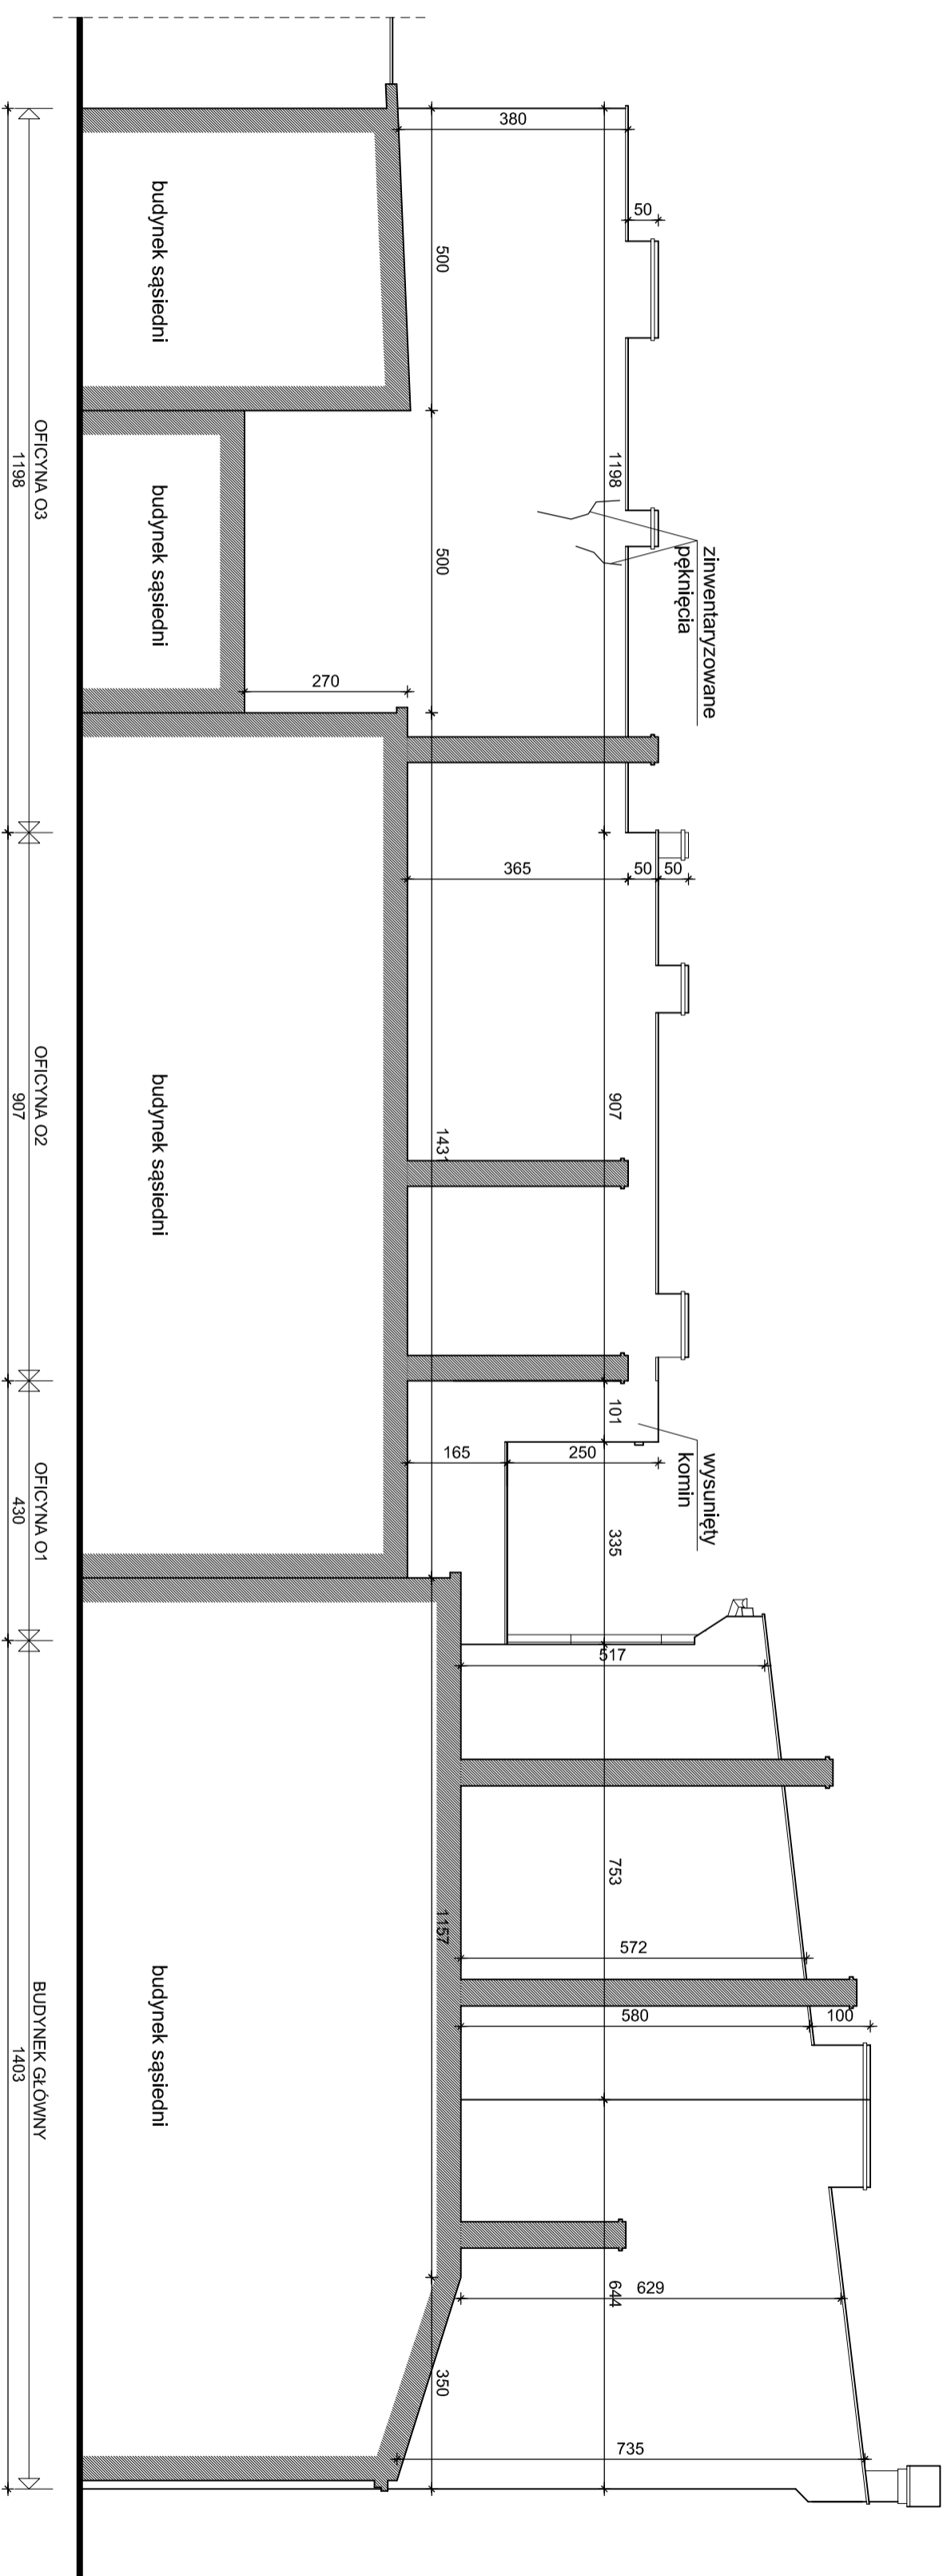 380
50
500
budynek sąsiedni
zinwentaryzowane
pęknięcia
1198
500
budynek sąsiedni
OFICYNA O3
1198
270
365
50
50
907
1431
budynek sąsiedni
OFICYNA O2
907
101
wysunięty
komin
165
250
335
OFICYNA O1
430
517
753
1157
572
580
100
budynek sąsiedni
BUDYNEK GŁÓWNY
1403
629
644
350
735